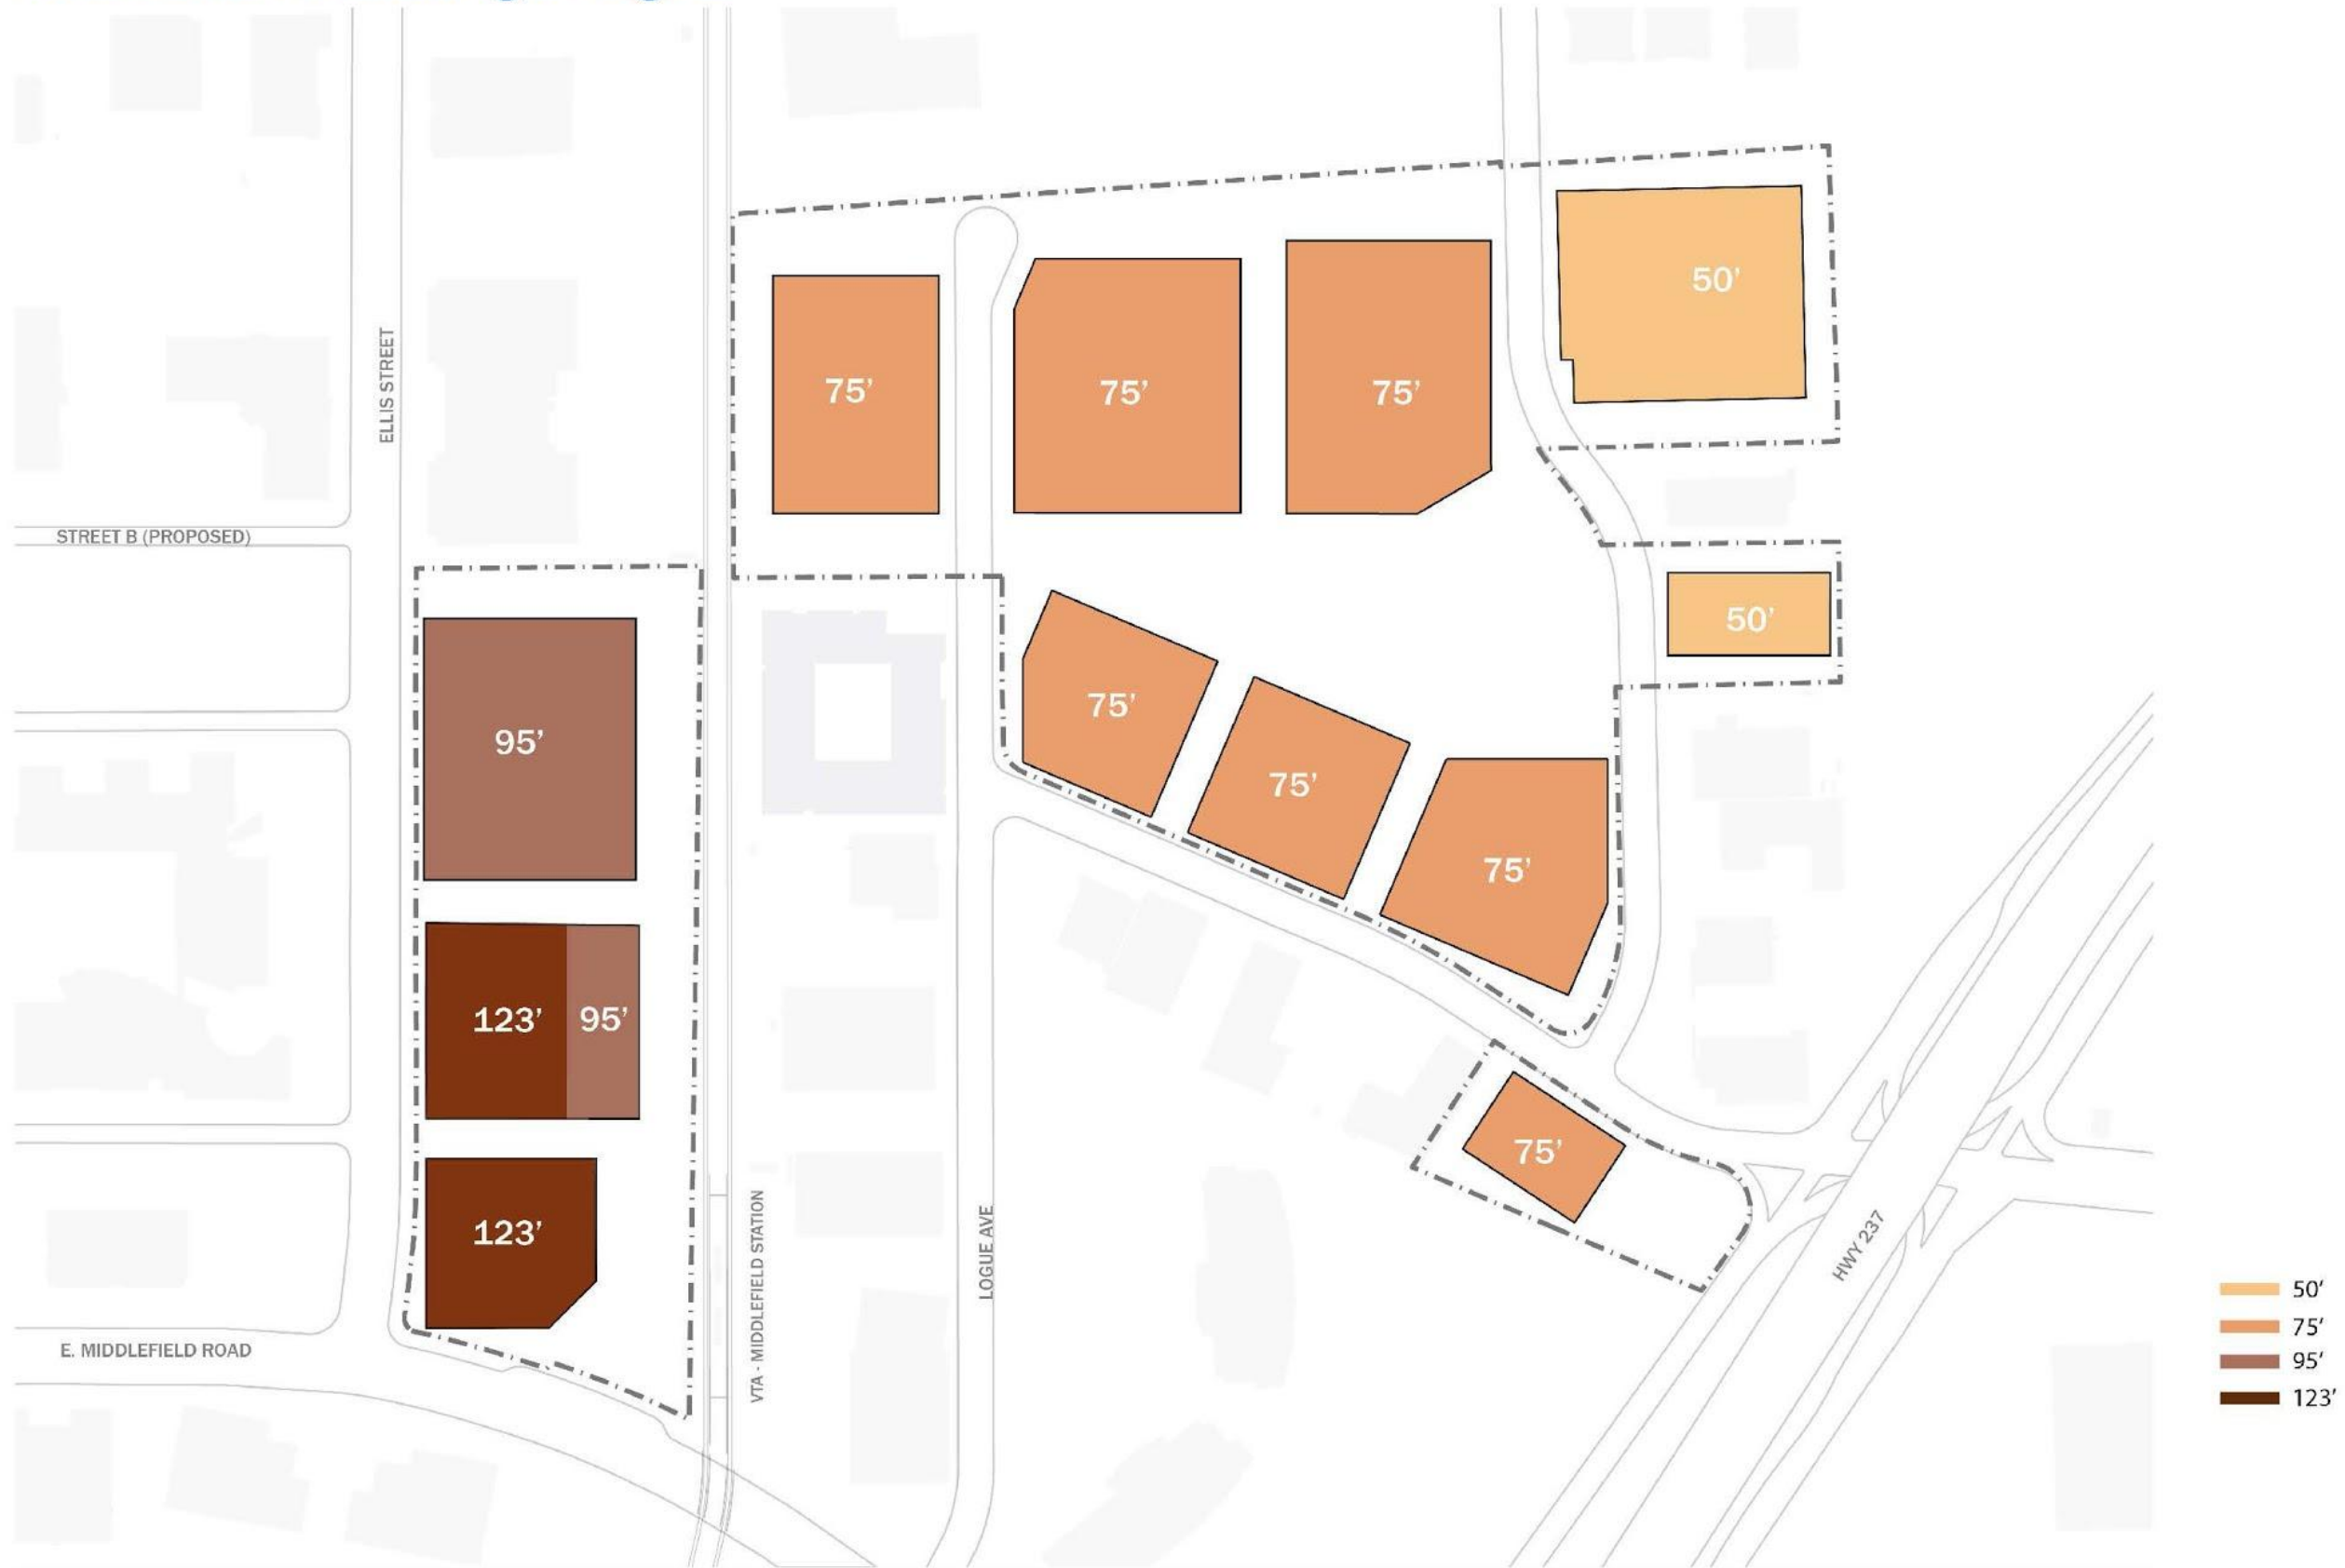 50’
75’
75’
75’
ELLIS STREET
STREET B (PROPOSED)
50’
75’
95’
75’
75’
123’
95’
75’
123’
VTA - MIDDLEFIELD STATION
LOGUE AVE
HWY 237
E. MIDDLEFIELD ROAD
50’
75’
95’
123’